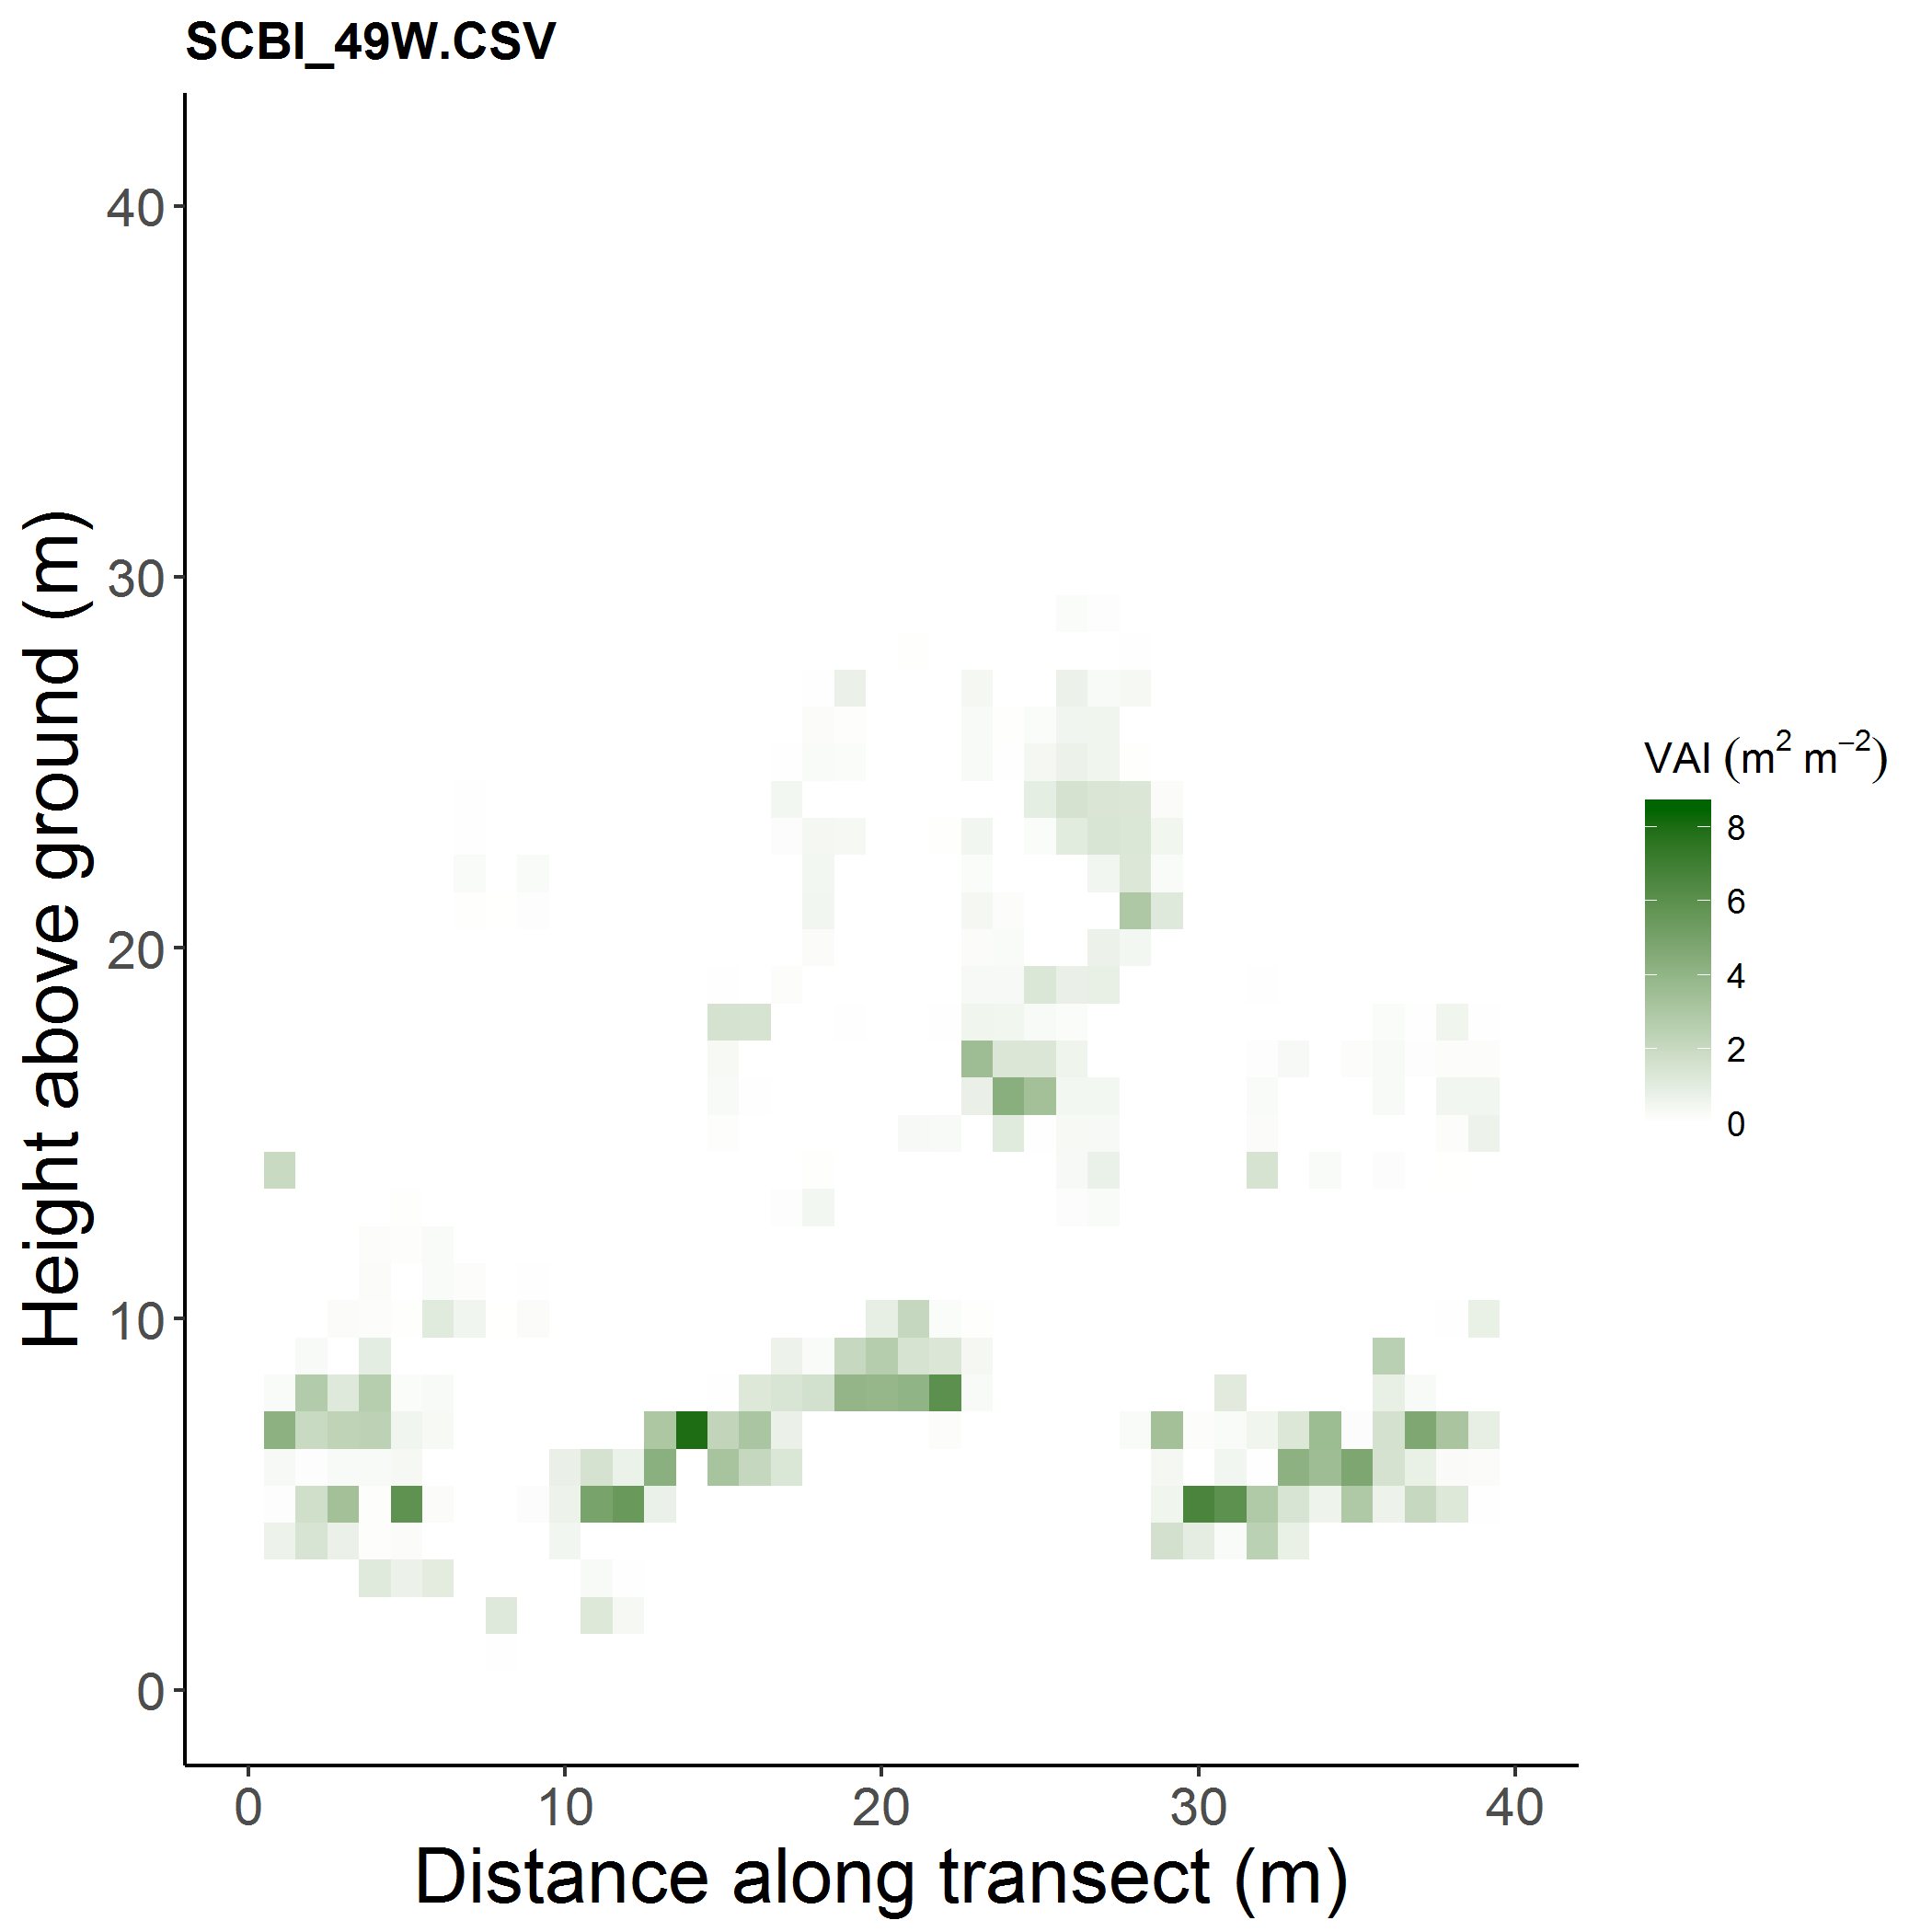 SCBI_49W.CSV
Height above ground (m)
40
30
20
10
0
0 10 20 30 40
Distance along transect (m)
VAI (m² m⁻²)
8
6
4
2
0